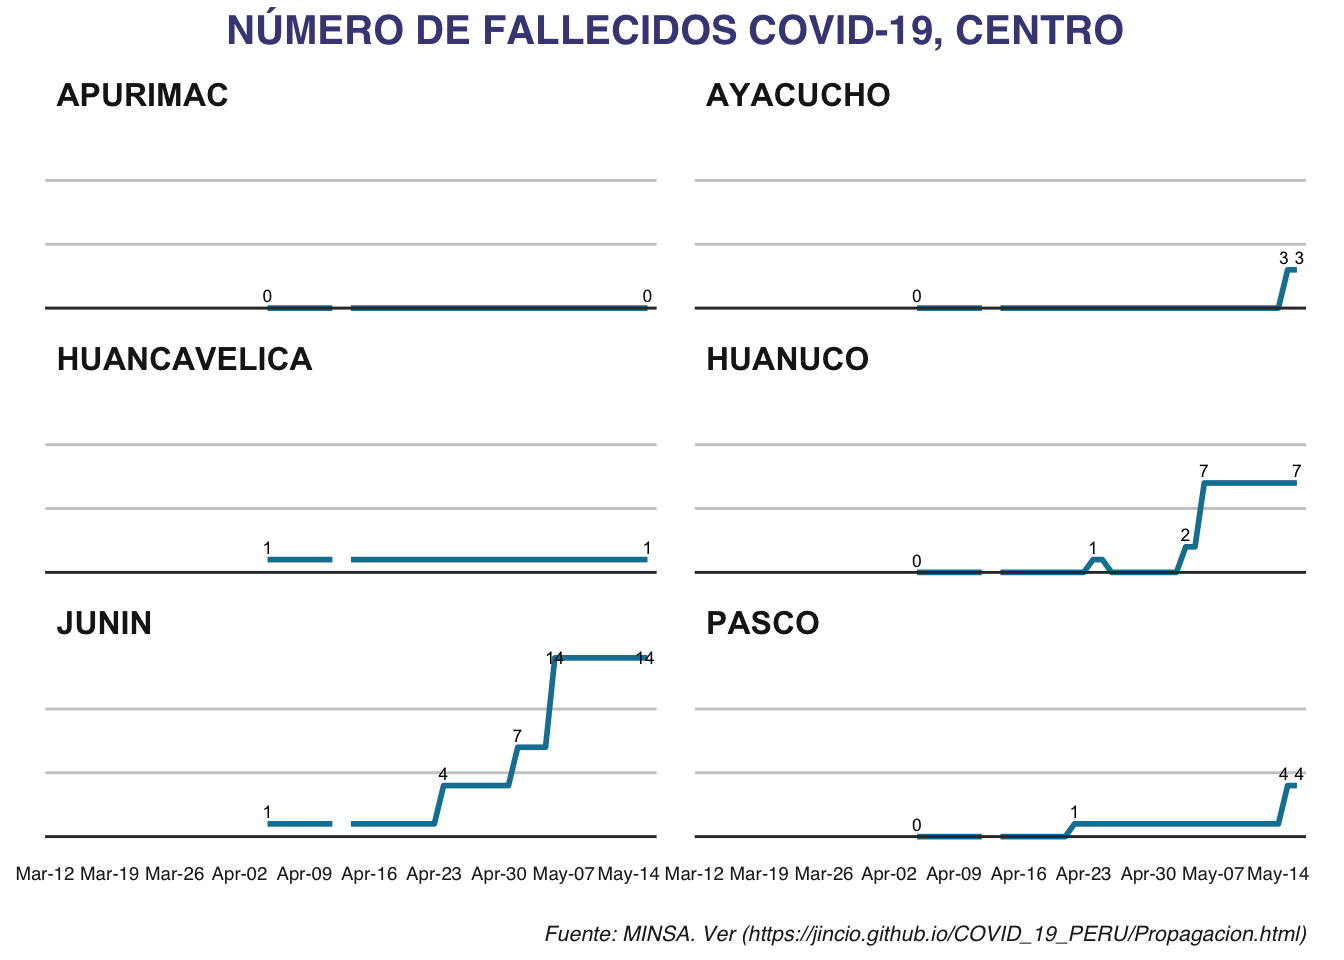 NÚMERO DE FALLECIDOS COVID-19, CENTRO
APURIMAC
0
0
AYACUCHO
0
3 3
HUANCAVELICA
1
1
HUANUCO
0
1
2
7
7
JUNIN
1
4
7
14
14
PASCO
0
1
4 4
Mar-12 Mar-19 Mar-26 Apr-02 Apr-09 Apr-16 Apr-23 Apr-30 May-07 May-14 Mar-12 Mar-19 Mar-26 Apr-02 Apr-09 Apr-16 Apr-23 Apr-30 May-07 May-14
Fuente: MINSA. Ver (https://jincio.github.io/COVID_19_PERU/Propagacion.html)